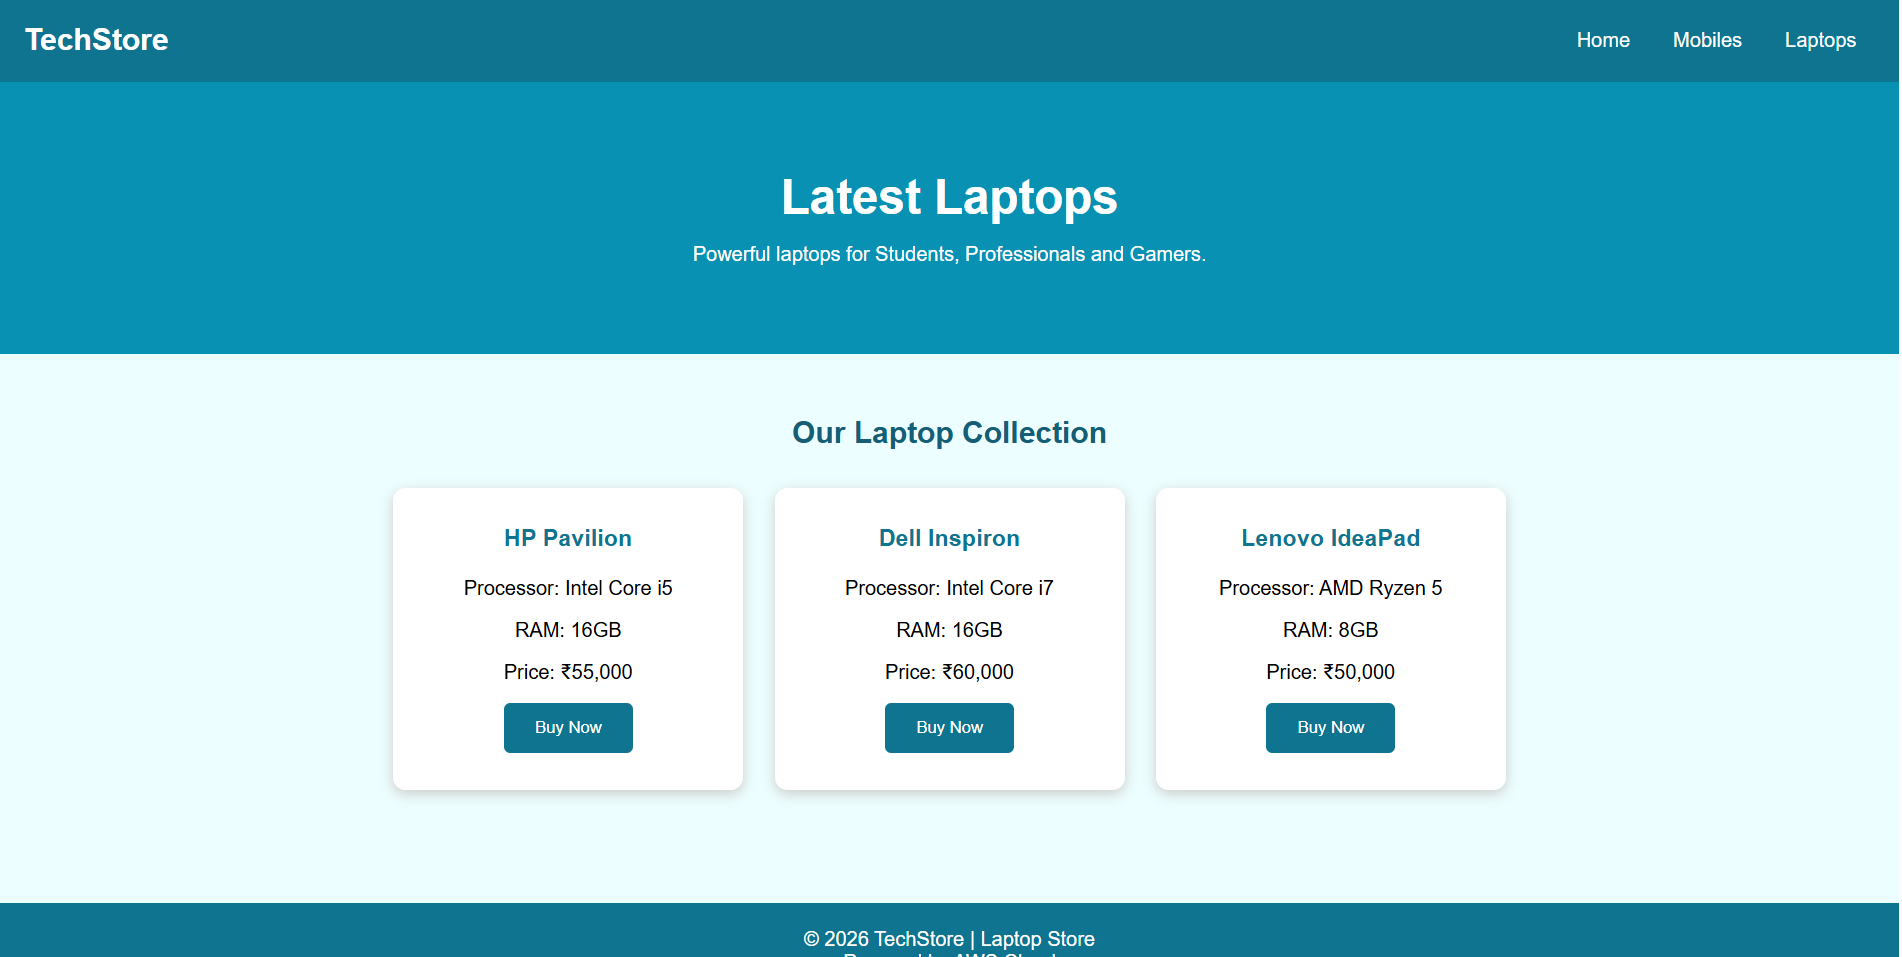 TechStore
Home Mobiles Laptops
Latest Laptops
Powerful laptops for Students, Professionals and Gamers.
Our Laptop Collection
HP Pavilion
Processor: Intel Core i5
RAM: 16GB
Price: ₹55,000
Buy Now
Dell Inspiron
Processor: Intel Core i7
RAM: 16GB
Price: ₹60,000
Buy Now
Lenovo IdeaPad
Processor: AMD Ryzen 5
RAM: 8GB
Price: ₹50,000
Buy Now
© 2026 TechStore | Laptop Store